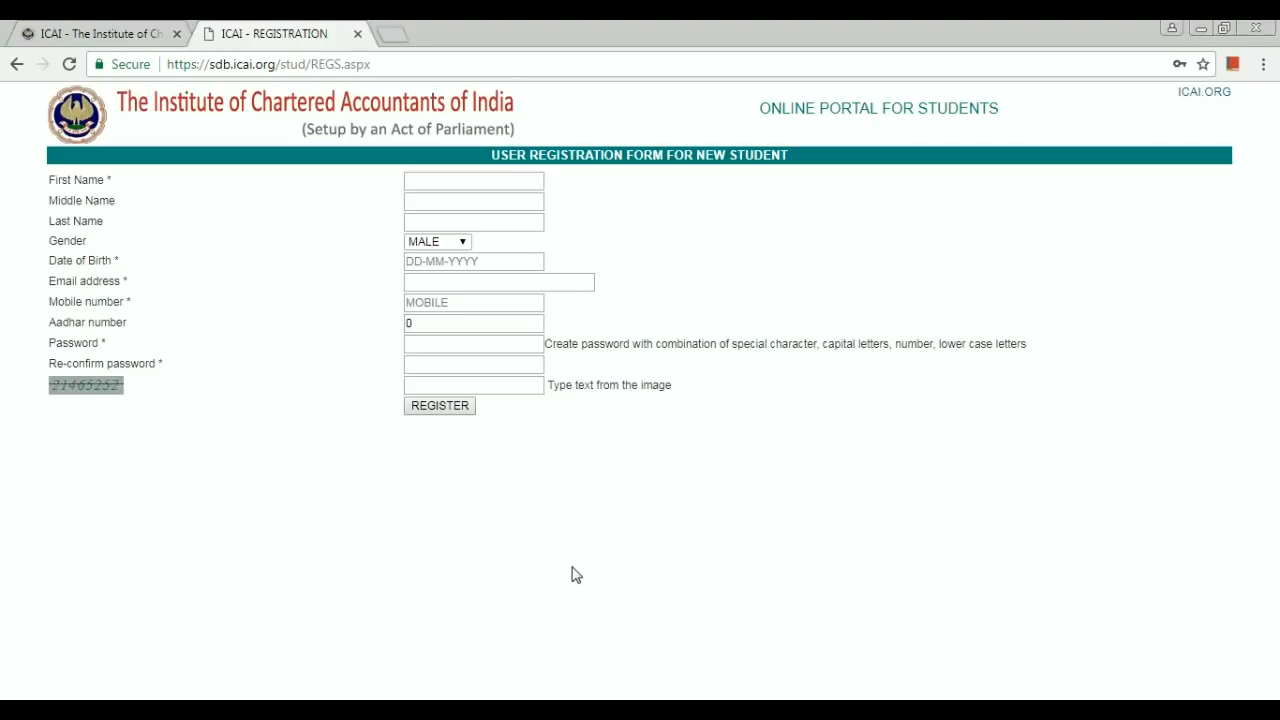 ICAI - The Institute of Ch
ICAI - REGISTRATION
Secure https://sdb.icai.org/stud/REGS.aspx
ICAI.ORG
The Institute of Chartered Accountants of India
(Setup by an Act of Parliament)
ONLINE PORTAL FOR STUDENTS
USER REGISTRATION FORM FOR NEW STUDENT
First Name *
Middle Name
Last Name
Gender MALE
Date of Birth * DD-MM-YYYY
Email address *
Mobile number * MOBILE
Aadhar number 0
Password * Create password with combination of special character, capital letters, number, lower case letters
Re-confirm password *
21465252 Type text from the image
REGISTER